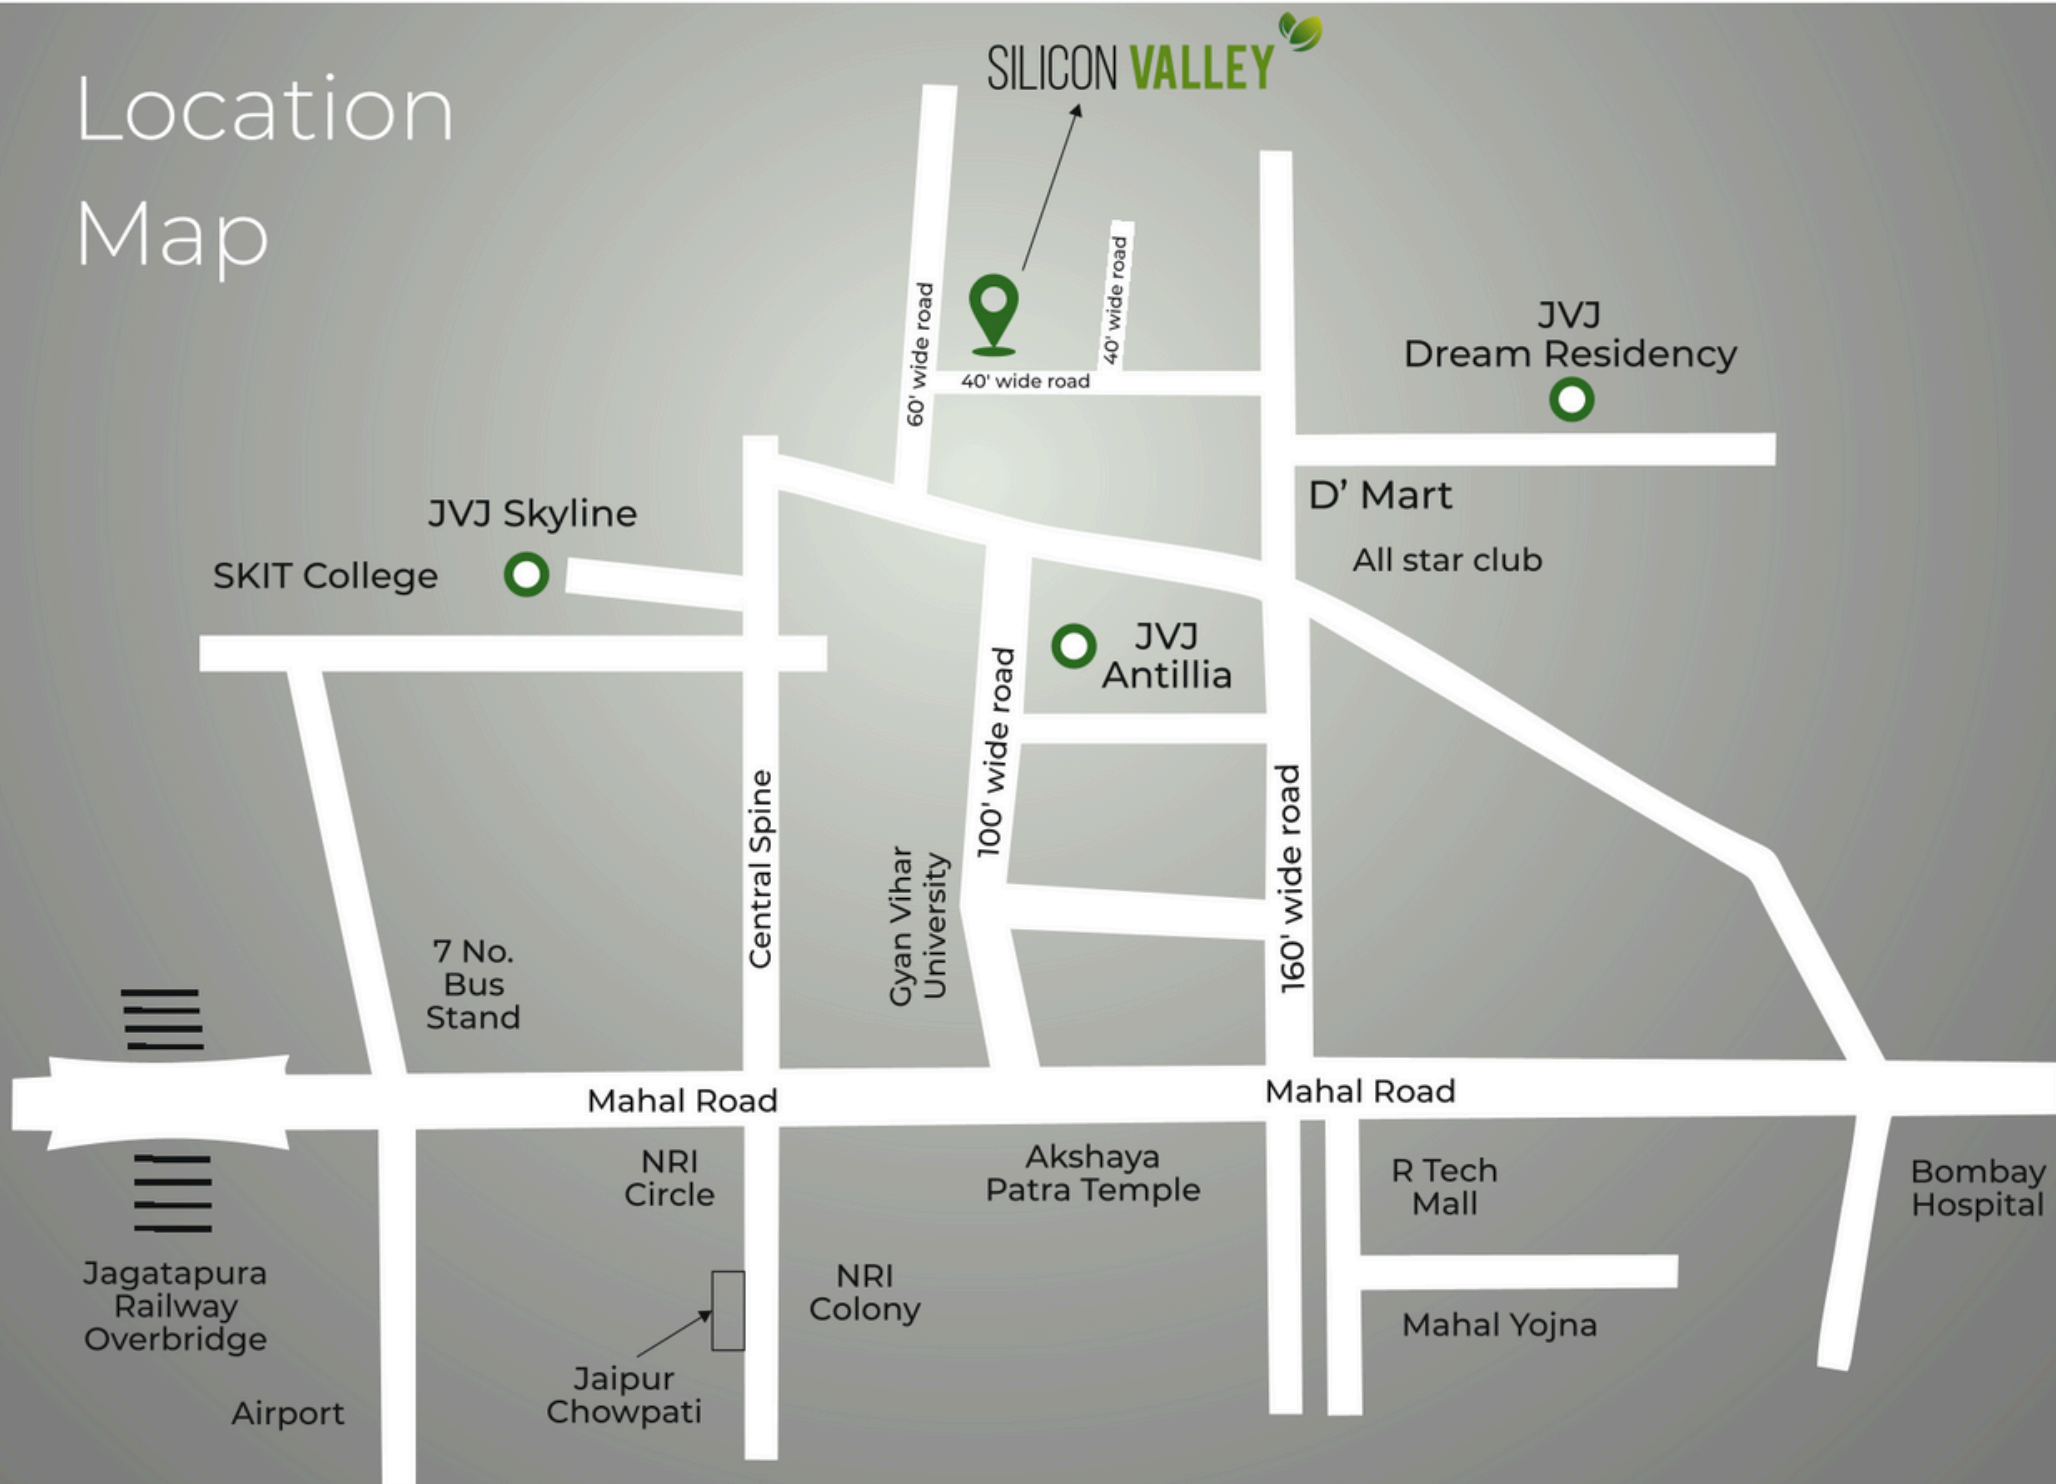 Location
Map
SILICON VALLEY
60' wide road
40' wide road
40' wide road
JVJ
Dream Residency
D’ Mart
All star club
JVJ Skyline
SKIT College
JVJ
Antillia
100' wide road
Central Spine
160' wide road
Gyan Vihar
University
7 No.
Bus
Stand
Mahal Road
Mahal Road
NRI
Circle
Akshaya
Patra Temple
R Tech
Mall
Bombay
Hospital
Jagatapura
Railway
Overbridge
NRI
Colony
Mahal Yojna
Jaipur
Chowpati
Airport